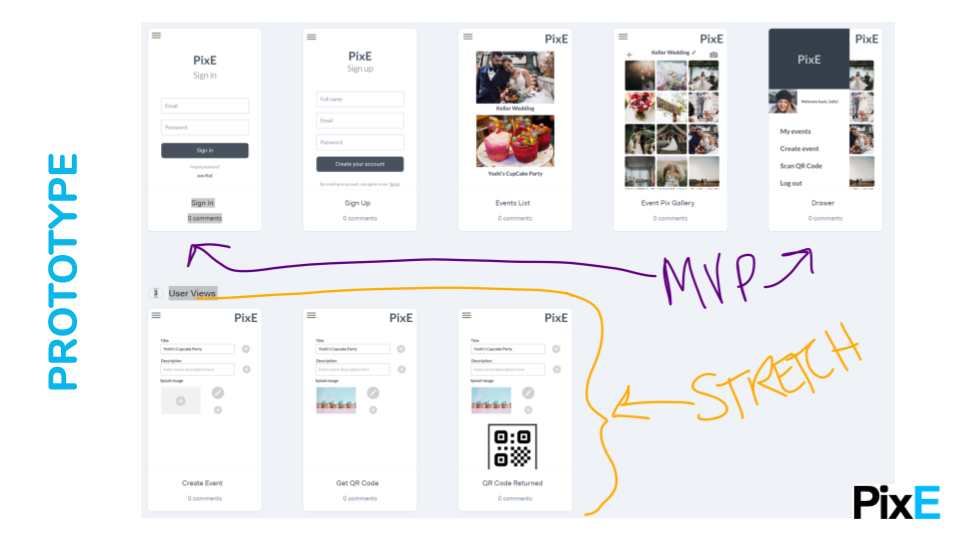 PROTOTYPE
PixE
Sign in
Email
Password
Sign in
Forgot password?
Join PixE
Sign In
0 comments
PixE
Sign up
Full name
Email
Password
Create your account
By creating an account, you agree to our Terms
Sign Up
0 comments
PixE
Keller Wedding
Yoshi's CupCake Party
Events List
0 comments
PixE
+ Keller Wedding
Event Pix Gallery
0 comments
PixE
PixE
Welcome back, Sally!
My events
Create event
Scan QR Code
Log out
Drawer
0 comments
MVP
3 User Views
PixE
Title
Yoshi's Cupcake Party
Description
Enter event description here
Splash Image
Create Event
0 comments
PixE
Title
Yoshi's Cupcake Party
Description
Enter event description here
Splash Image
Get QR Code
0 comments
PixE
Title
Yoshi's Cupcake Party
Description
Enter event description here
Splash Image
QR Code Returned
0 comments
STRETCH
PixE